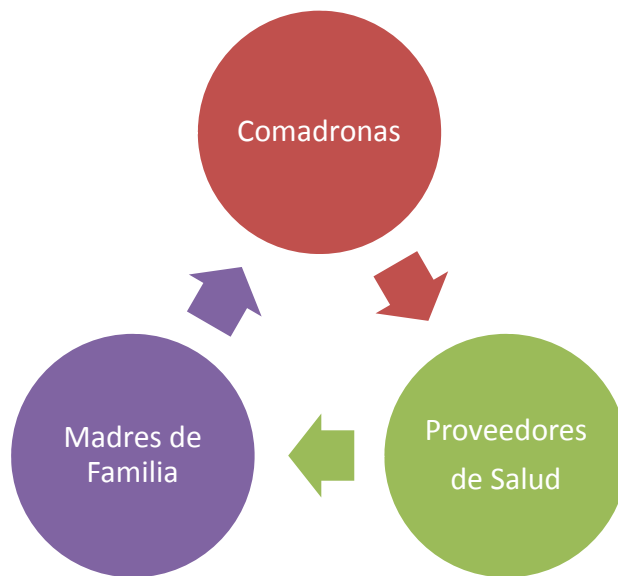 Comadronas
Proveedores
de Salud
Madres de
Familia